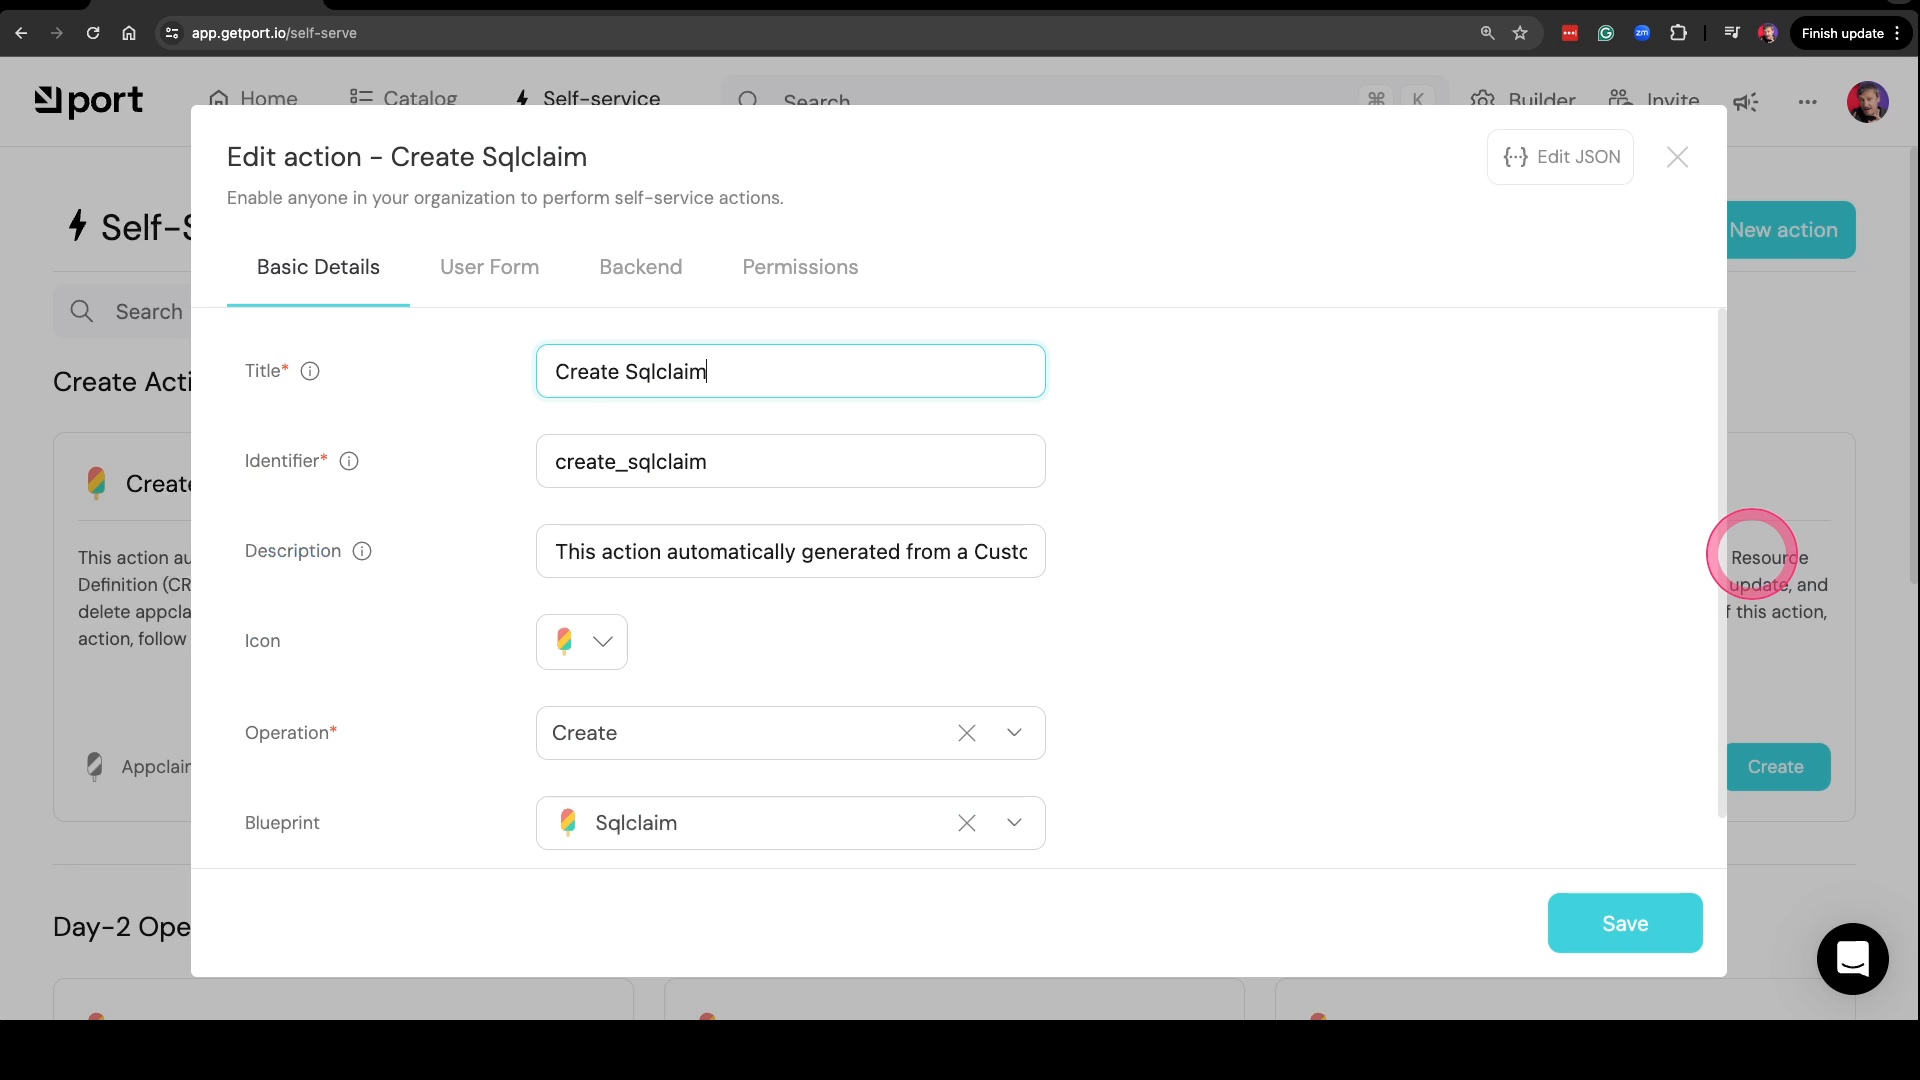 app.getport.io/self-serve
Finish update
port
Home
Catalog
Self-service
Search
⌘ K
Builder
Invite
Edit action - Create Sqlclaim
{··} Edit JSON
Enable anyone in your organization to perform self-service actions.
Self-S
New action
Basic Details
User Form
Backend
Permissions
Search
Title*
Create Sqlclaim
Create Acti
Identifier*
create_sqlclaim
Create
Description
This action automatically generated from a Custo
This action au
Definition (CR
delete appcla
action, follow
Resource
update, and
f this action,
Icon
Operation*
Create
Appclair
Create
Blueprint
Sqlclaim
Day-2 Ope
Save